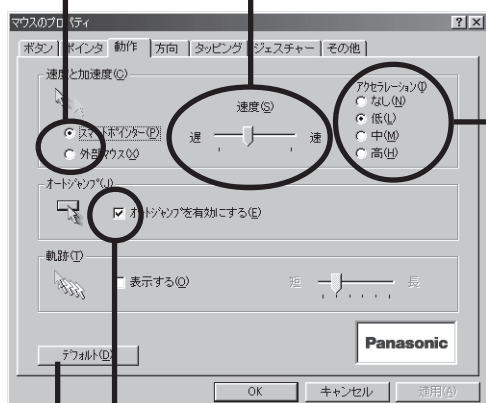 マウスのプロパティ
ボタン ポインタ 動作 方向 タッピング ジェスチャー その他
速度と加速度(C)
スマートポインター(P)
外部マウス(X)
速度(S)
遅 速
アクセラレーション(I)
なし(N)
低(L)
中(M)
高(H)
オートジャンプ(J)
オートジャンプを有効にする(E)
軌跡(T)
表示する(O)
短 長
デフォルト(D)
Panasonic
OK キャンセル 適用(A)